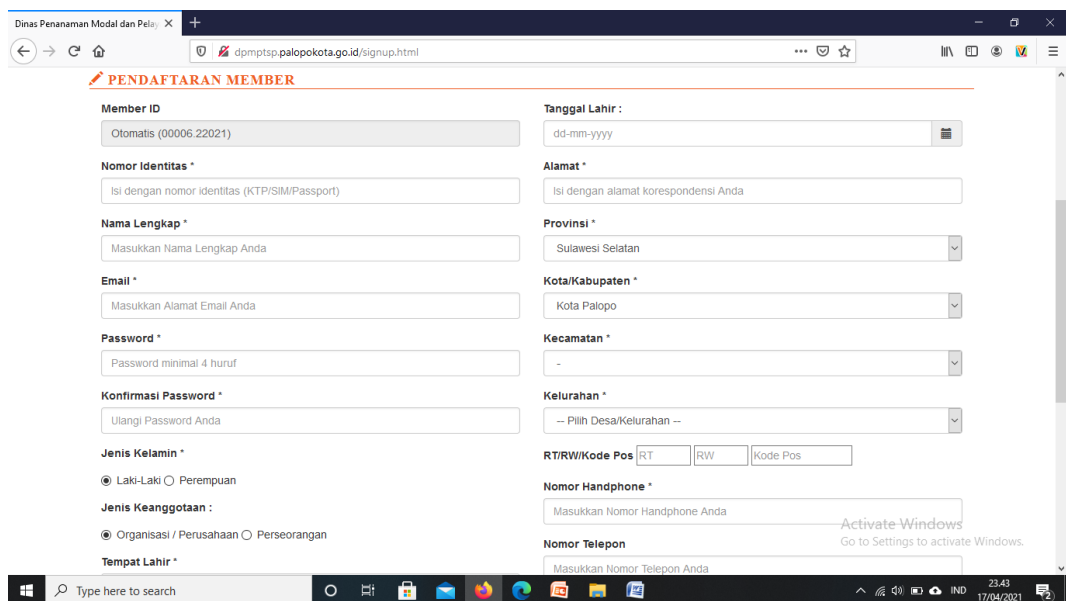 Dinas Penanaman Modal dan Pelay
dpmptsp.palopokota.go.id/signup.html
PENDAFTARAN MEMBER
Member ID
Otomatis (00006.22021)
Nomor Identitas *
Isi dengan nomor identitas (KTP/SIM/Passport)
Nama Lengkap *
Masukkan Nama Lengkap Anda
Email *
Masukkan Alamat Email Anda
Password *
Password minimal 4 huruf
Konfirmasi Password *
Ulangi Password Anda
Jenis Kelamin *
Laki-Laki Perempuan
Jenis Keanggotaan :
Organisasi / Perusahaan Perseorangan
Tempat Lahir *
Tanggal Lahir :
dd-mm-yyyy
Alamat *
Isi dengan alamat korespondensi Anda
Provinsi *
Sulawesi Selatan
Kota/Kabupaten *
Kota Palopo
Kecamatan *
-
Kelurahan *
-- Pilih Desa/Kelurahan --
RT/RW/Kode Pos RT RW Kode Pos
Nomor Handphone *
Masukkan Nomor Handphone Anda
Nomor Telepon
Masukkan Nomor Telepon Anda
Activate Windows
Go to Settings to activate Windows.
Type here to search
IND
23.43
17/04/2021